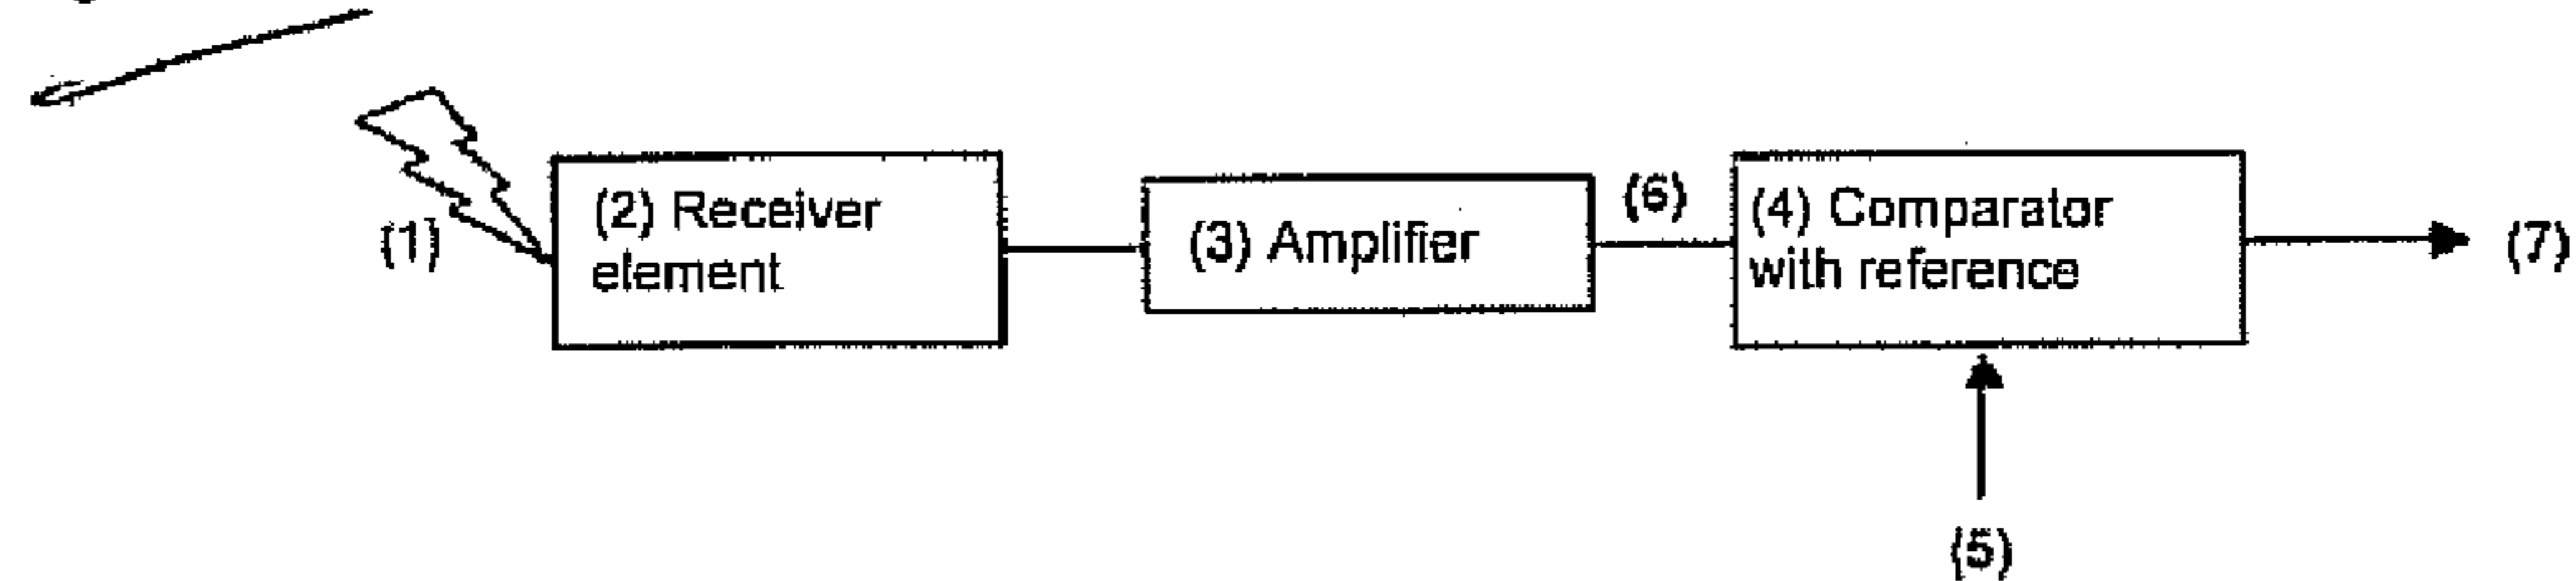 (1)
(2) Receiver
element
(3) Amplifier
(6)
(4) Comparator
with reference
(7)
(5)